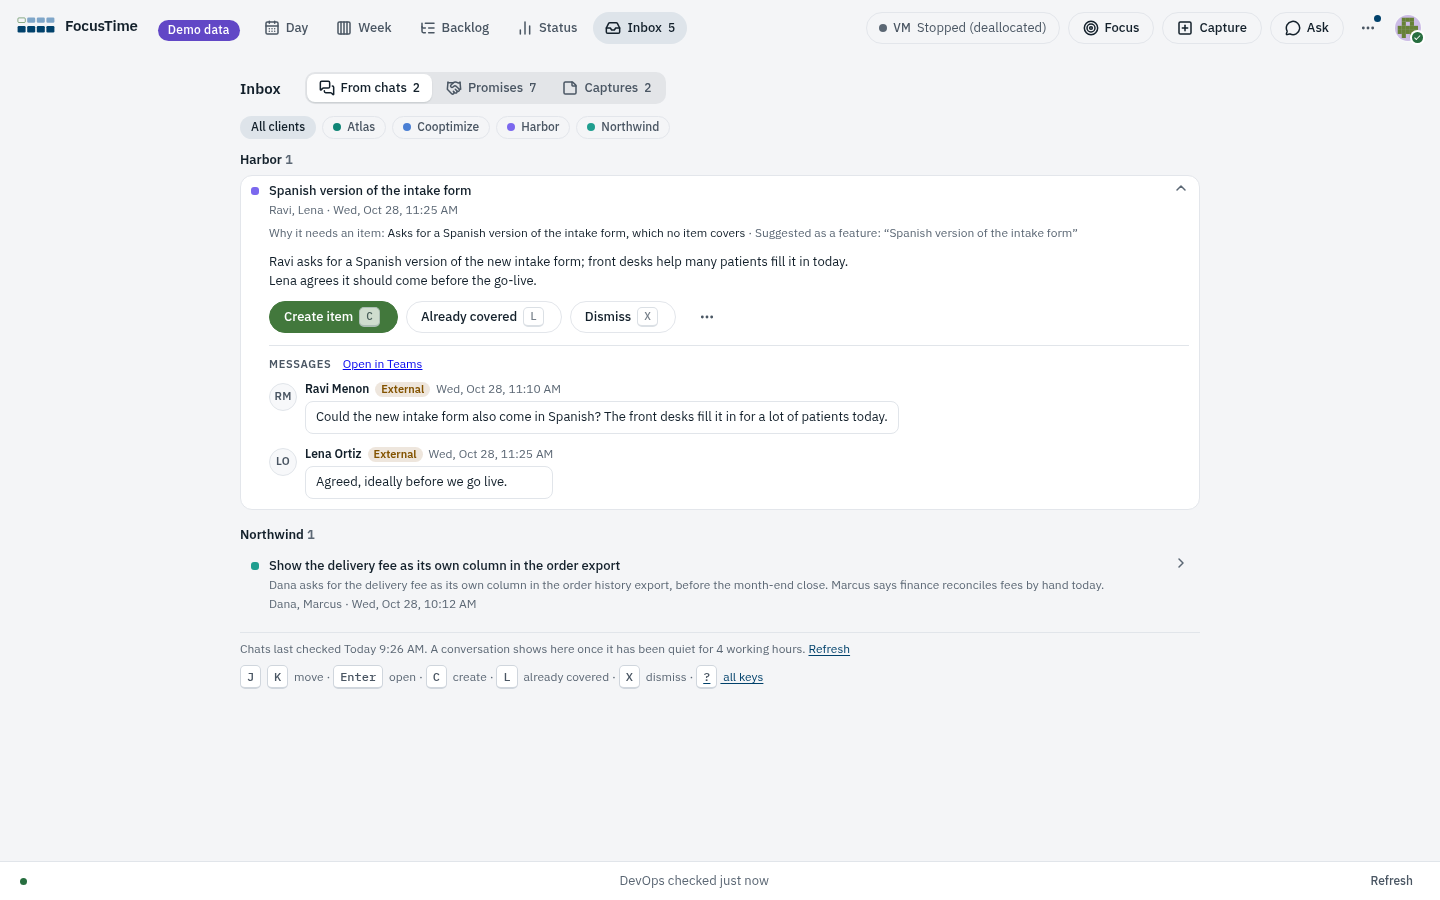 FocusTime
Demo data
Day
Week
Backlog
Status
Inbox 5
VM Stopped (deallocated)
Focus
Capture
Ask
Inbox
From chats 2
Promises 7
Captures 2
All clients
Atlas
Cooptimize
Harbor
Northwind
Harbor 1
Spanish version of the intake form
Ravi, Lena · Wed, Oct 28, 11:25 AM
Why it needs an item: Asks for a Spanish version of the intake form, which no item covers · Suggested as a feature: “Spanish version of the intake form”
Ravi asks for a Spanish version of the new intake form; front desks help many patients fill it in today.
Lena agrees it should come before the go-live.
Create item C
Already covered L
Dismiss X
MESSAGES Open in Teams
RM
Ravi Menon External Wed, Oct 28, 11:10 AM
Could the new intake form also come in Spanish? The front desks fill it in for a lot of patients today.
LO
Lena Ortiz External Wed, Oct 28, 11:25 AM
Agreed, ideally before we go live.
Northwind 1
Show the delivery fee as its own column in the order export
Dana asks for the delivery fee as its own column in the order history export, before the month-end close. Marcus says finance reconciles fees by hand today.
Dana, Marcus · Wed, Oct 28, 10:12 AM
Chats last checked Today 9:26 AM. A conversation shows here once it has been quiet for 4 working hours. Refresh
J K move · Enter open · C create · L already covered · X dismiss · ? all keys
DevOps checked just now
Refresh